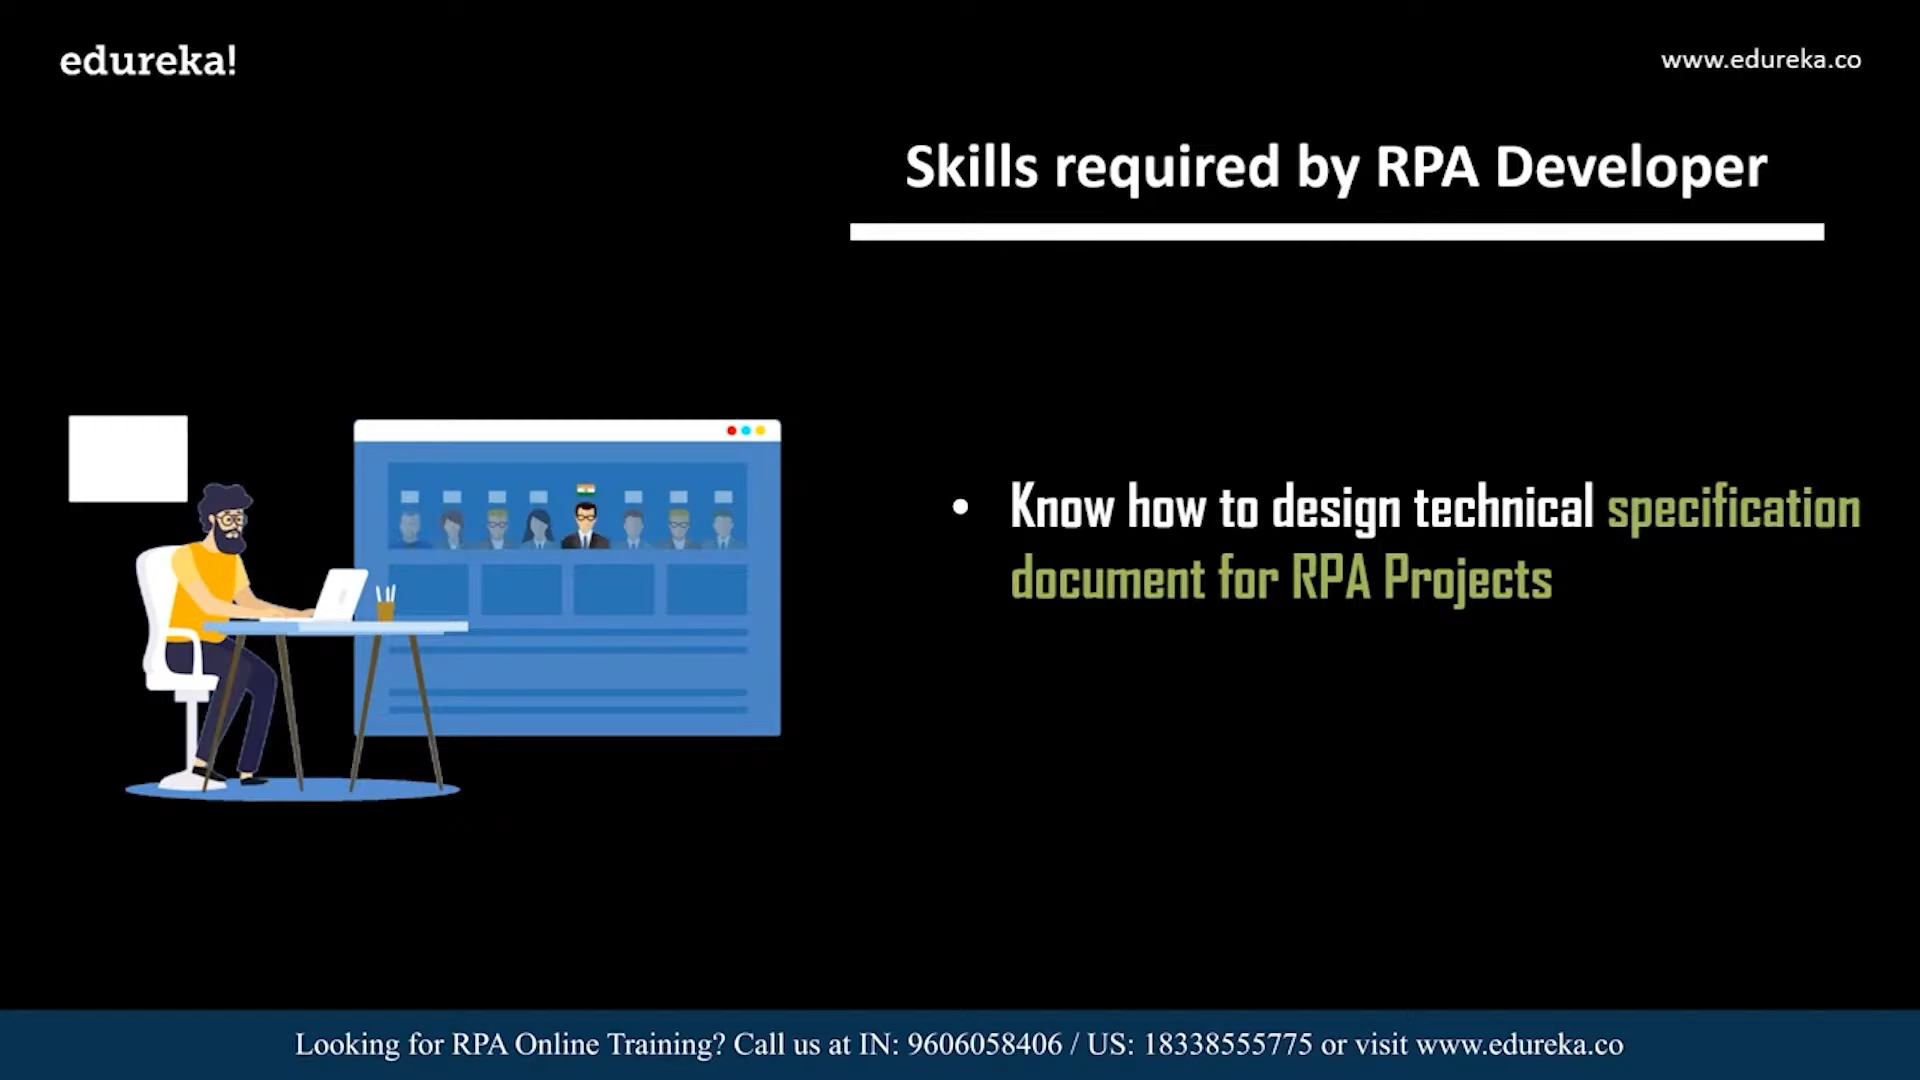 edureka!
www.edureka.co
Skills required by RPA Developer
• Know how to design technical specification
document for RPA Projects
Looking for RPA Online Training? Call us at IN: 9606058406 / US: 18338555775 or visit www.edureka.co